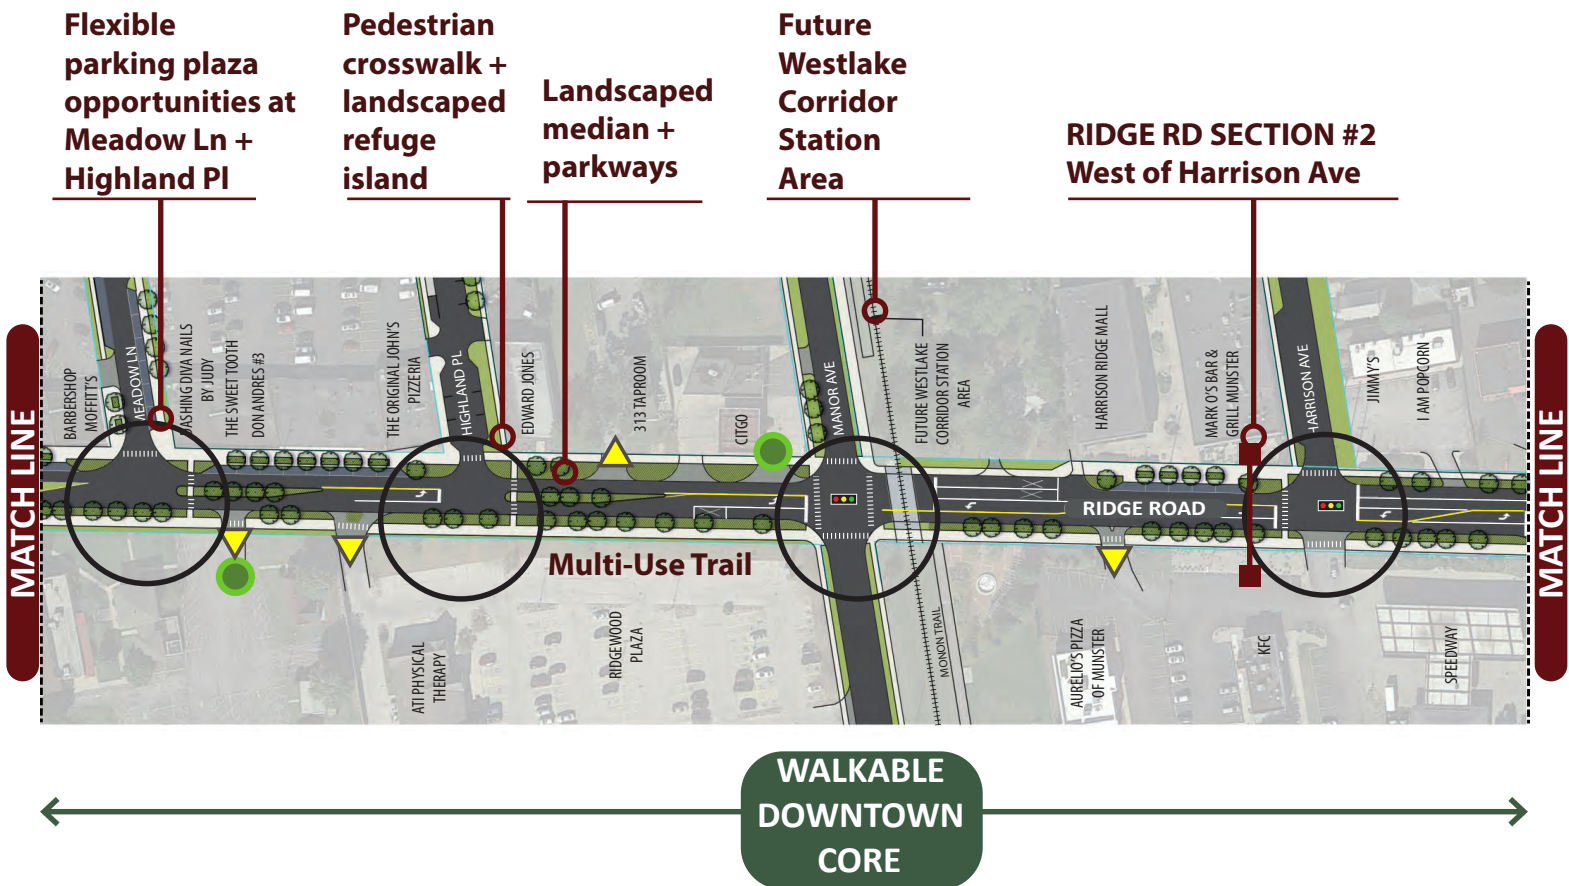 Flexible
parking plaza
opportunities at
Meadow Ln +
Highland Pl
Pedestrian
crosswalk +
landscaped
refuge
island
Landscaped
median +
parkways
Future
Westlake
Corridor
Station
Area
RIDGE RD SECTION #2
West of Harrison Ave
MATCH LINE
BARBERSHOP
MOFFITT'S
MEADOW LN
DASHING DIVA NAILS
BY JUDY
THE SWEET TOOTH
DON ANDRES #3
THE ORIGINAL JOHN'S
PIZZERIA
HIGHLAND PL
EDWARD JONES
313 TAPROOM
CITGO
MANOR AVE
FUTURE WESTLAKE
CORRIDOR STATION
AREA
HARRISON RIDGE MALL
MARK O'S BAR &
GRILL MUNSTER
HARRISON AVE
JIMMY'S
I AM POPCORN
MATCH LINE
RIDGE ROAD
Multi-Use Trail
ATI PHYSICAL
THERAPY
RIDGEWOOD
PLAZA
MONON TRAIL
AURELIO'S PIZZA
OF MUNSTER
KFC
SPEEDWAY
WALKABLE
DOWNTOWN
CORE